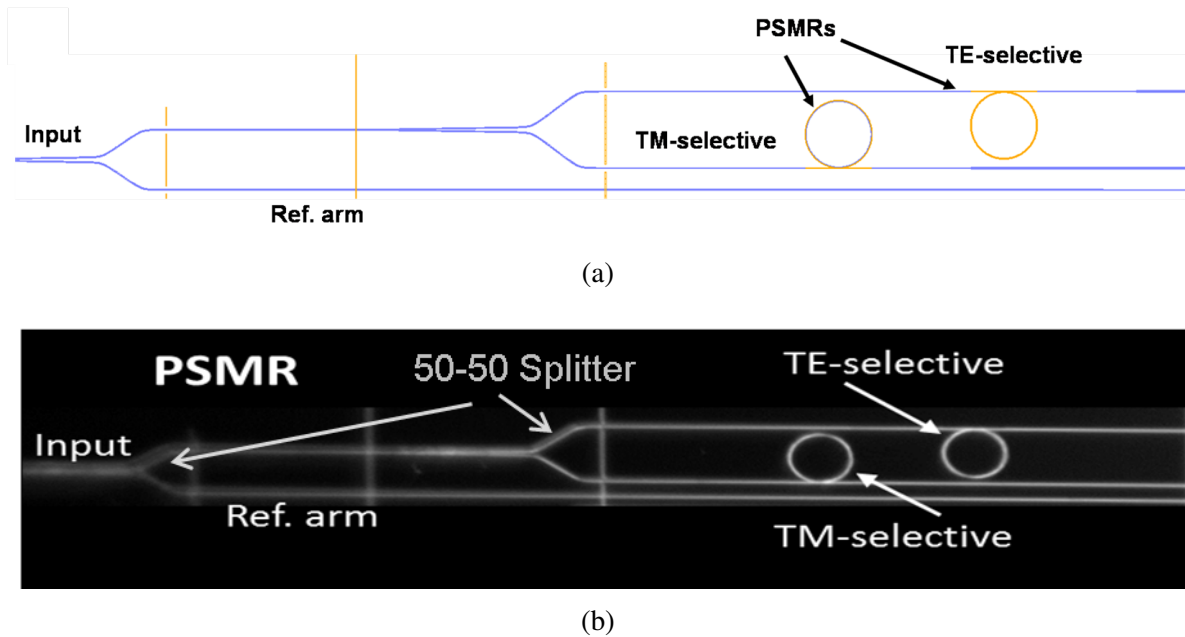 PSMRs
TE-selective
Input
TM-selective
Ref. arm
(a)
PSMR
50-50 Splitter
TE-selective
Input
Ref. arm
TM-selective
(b)